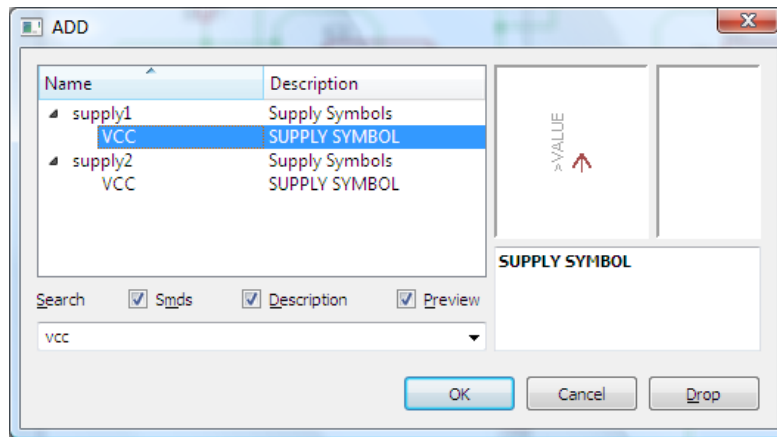 ADD
Name Description
supply1 Supply Symbols
VCC SUPPLY SYMBOL
supply2 Supply Symbols
VCC SUPPLY SYMBOL
>VALUE
SUPPLY SYMBOL
Search Smds Description Preview
vcc
OK Cancel Drop